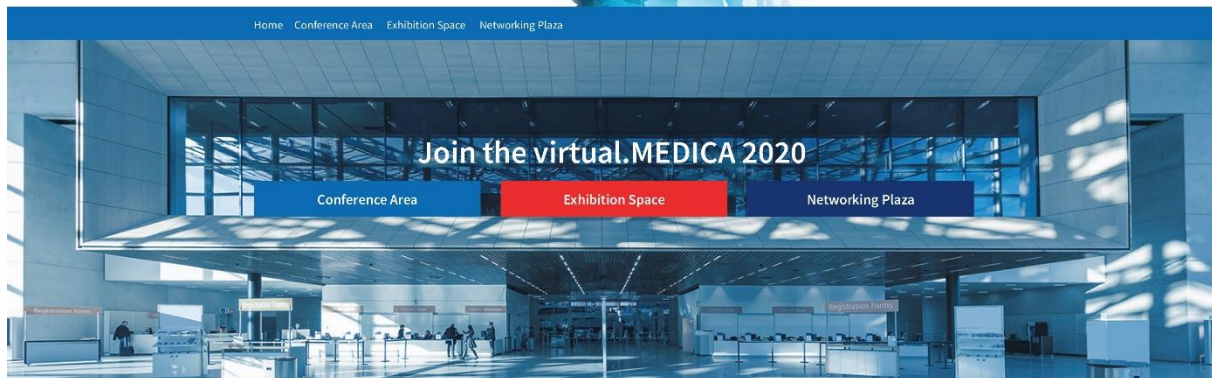 Home Conference Area Exhibition Space Networking Plaza
Join the virtual.MEDICA 2020
Conference Area Exhibition Space Networking Plaza
Registration Forms
Registration Forms
Registration Forms